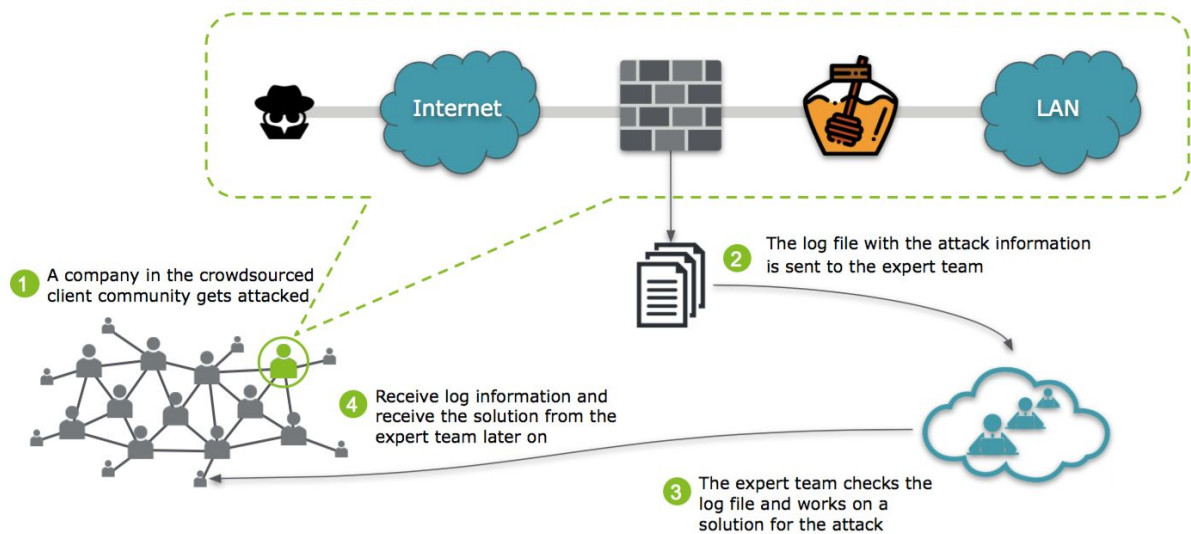 Internet
LAN
1
A company in the crowdsourced
client community gets attacked
2
The log file with the attack information
is sent to the expert team
3
The expert team checks the
log file and works on a
solution for the attack
4
Receive log information and
receive the solution from the
expert team later on